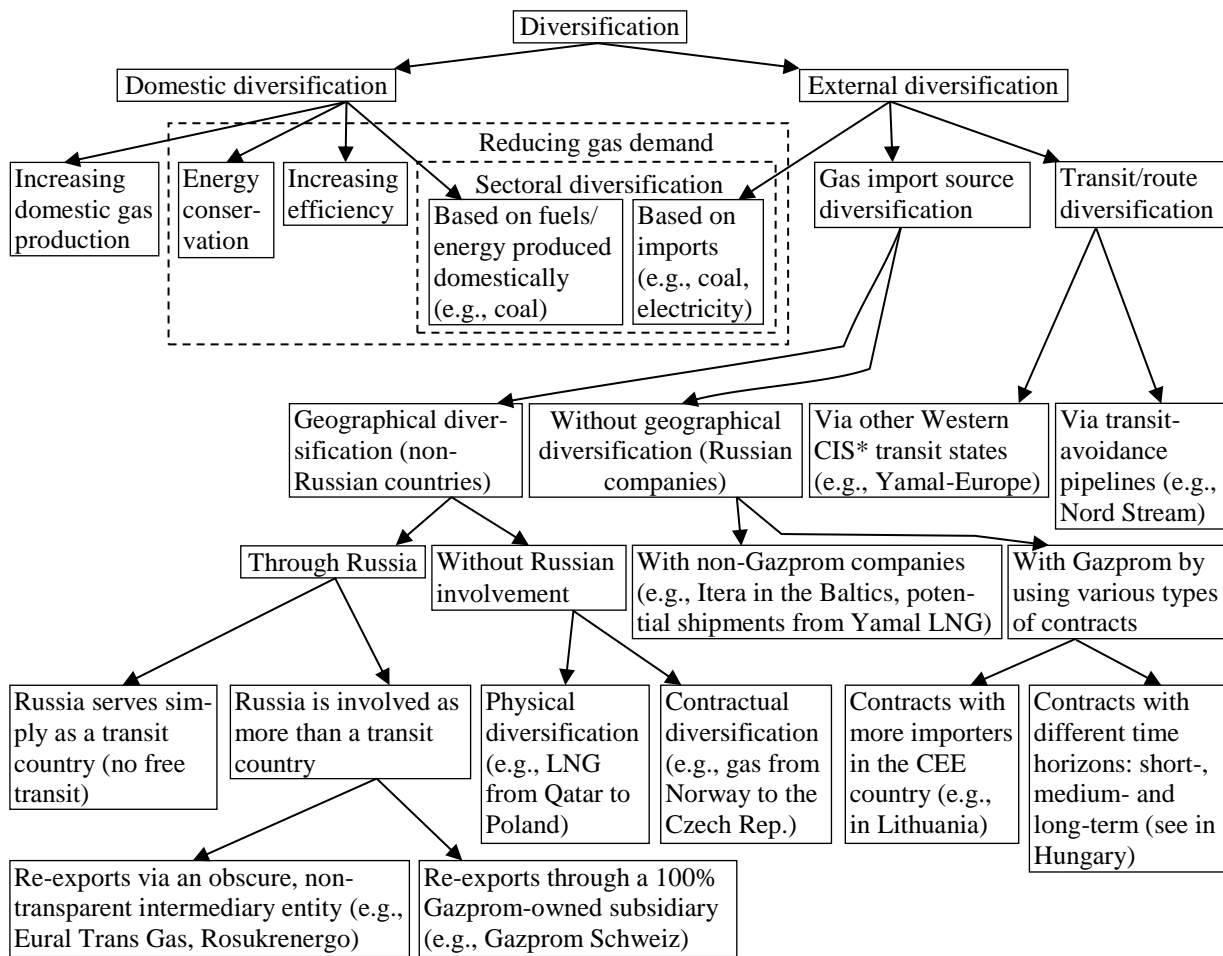 Diversification
Domestic diversification
External diversification
Reducing gas demand
Increasing
domestic gas
production
Energy
conser-
vation
Increasing
efficiency
Sectoral diversification
Based on fuels/
energy produced
domestically
(e.g., coal)
Based on
imports
(e.g., coal,
electricity)
Gas import source
diversification
Transit/route
diversification
Geographical diver-
sification (non-
Russian countries)
Without geographical
diversification (Russian
companies)
Via other Western
CIS* transit states
(e.g., Yamal-Europe)
Via transit-
avoidance
pipelines (e.g.,
Nord Stream)
Through Russia
Without Russian
involvement
With non-Gazprom companies
(e.g., Itera in the Baltics, poten-
tial shipments from Yamal LNG)
With Gazprom by
using various types
of contracts
Russia serves sim-
ply as a transit
country (no free
transit)
Russia is involved as
more than a transit
country
Physical
diversification
(e.g., LNG
from Qatar to
Poland)
Contractual
diversification
(e.g., gas from
Norway to the
Czech Rep.)
Contracts with
more importers
in the CEE
country (e.g.,
in Lithuania)
Contracts with
different time
horizons: short-,
medium- and
long-term (see in
Hungary)
Re-exports via an obscure, non-
transparent intermediary entity (e.g.,
Eural Trans Gas, Rosukrenergo)
Re-exports through a 100%
Gazprom-owned subsidiary
(e.g., Gazprom Schweiz)